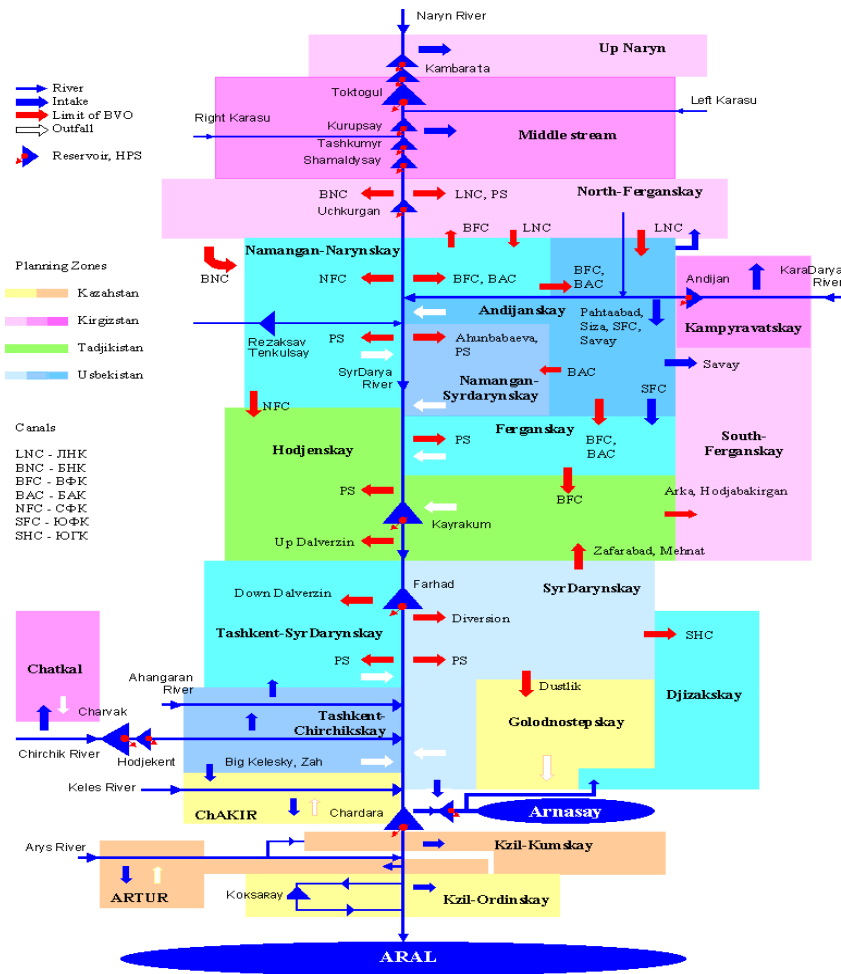 Naryn River
Up Naryn
Kambarata
Toktogul
River
Intake
Limit of BVO
Outfall
Reservoir, HPS
Right Karasu
Left Karasu
Kurupsay
Tashkumyr
Shamaldysay
Middle stream
BNC
LNC, PS
North-Ferganskay
Uchkurgan
BFC
LNC
LNC
Namangan-Narynskay
BNC
NFC
BFC, BAC
BFC,
BAC
Andijan
KaraDarya
River
Planning Zones
Kazahstan
Kirgizstan
Tadjikistan
Usbekistan
Andijanskay
Pahtaabad,
Siza, SFC,
Savay
Kampyravatskay
Rezaksav
Tenkulsay
PS
Ahunbabaeva,
PS
Savay
SyrDarya
River
Namangan-
Syrdarynskay
BAC
SFC
NFC
Canals
LNC - ЛНК
BNC - БНК
BFC - ВФК
BAC - БАК
NFC - СФК
SFC - ЮФК
SHC - ЮГК
Hodjenskay
PS
Ferganskay
BFC,
BAC
South-
Ferganskay
PS
BFC
Arka, Hodjabakirgan
Kayrakum
Up Dalverzin
Zafarabad, Mehnat
Farhad
SyrDarynskay
Down Dalverzin
Diversion
Tashkent-SyrDarynskay
SHC
PS
PS
Chatkal
Ahangaran
River
Dustlik
Djizakskay
Charvak
Tashkent-
Chirchikskay
Golodnostepskay
Chirchik River
Hodjekent
Big Kelesky, Zah
Keles River
ChAKIR
Chardara
Arnasay
Arys River
Kzil-Kumskay
ARTUR
Koksaray
Kzil-Ordinskay
ARAL